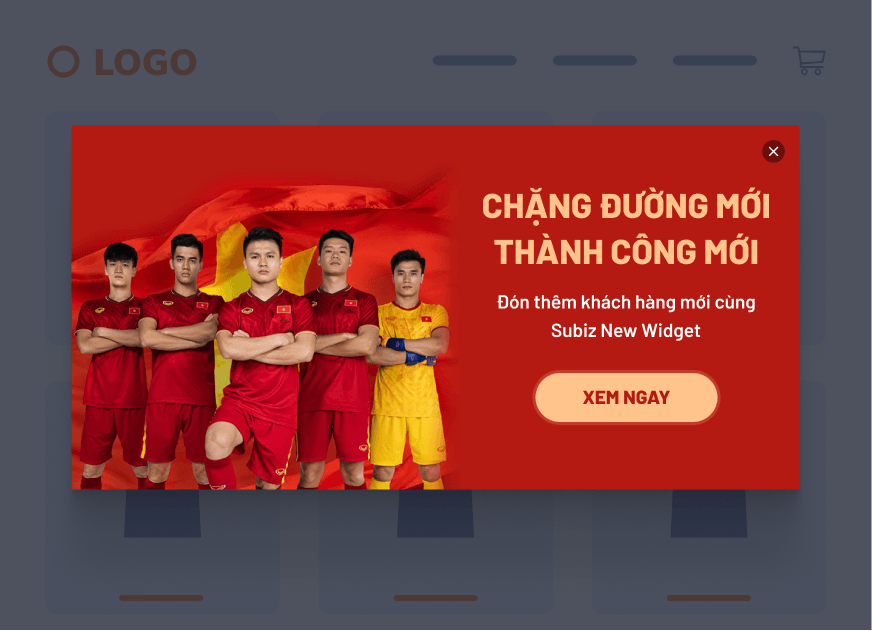 LOGO
CHẶNG ĐƯỜNG MỚI
THÀNH CÔNG MỚI
Đón thêm khách hàng mới cùng
Subiz New Widget
XEM NGAY